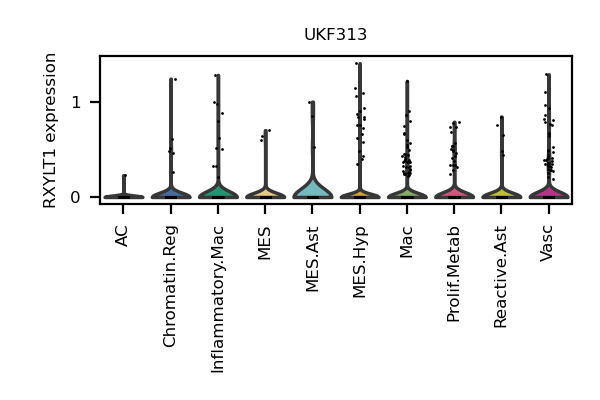 UKF313
RXYLT1 expression
1
0
AC
Chromatin.Reg
Inflammatory.Mac
MES
MES.Ast
MES.Hyp
Mac
Prolif.Metab
Reactive.Ast
Vasc